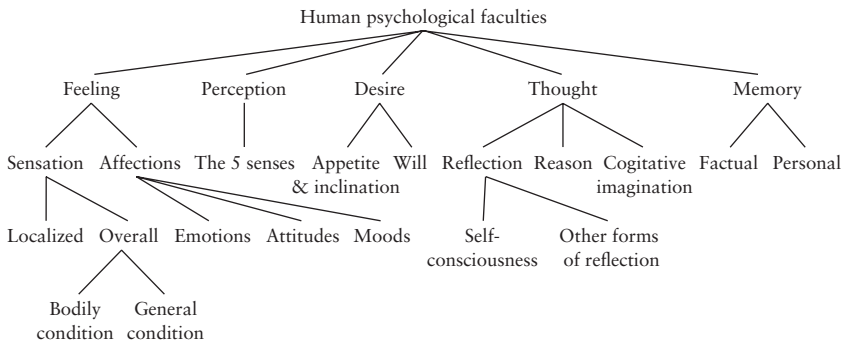 Human psychological faculties
Feeling Perception Desire Thought Memory
Sensation Affections The 5 senses Appetite Will Reflection Reason Cogitative Factual Personal
& inclination imagination
Localized Overall Emotions Attitudes Moods Self- Other forms
consciousness of reflection
Bodily General
condition condition